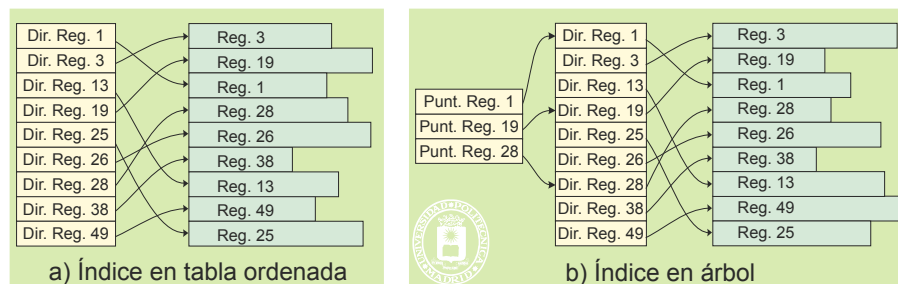 Dir. Reg. 1
Dir. Reg. 3
Dir. Reg. 13
Dir. Reg. 19
Dir. Reg. 25
Dir. Reg. 26
Dir. Reg. 28
Dir. Reg. 38
Dir. Reg. 49
Reg. 3
Reg. 19
Reg. 1
Reg. 28
Reg. 26
Reg. 38
Reg. 13
Reg. 49
Reg. 25
a) Índice en tabla ordenada
Punt. Reg. 1
Punt. Reg. 19
Punt. Reg. 28
Dir. Reg. 1
Dir. Reg. 3
Dir. Reg. 13
Dir. Reg. 19
Dir. Reg. 25
Dir. Reg. 26
Dir. Reg. 28
Dir. Reg. 38
Dir. Reg. 49
Reg. 3
Reg. 19
Reg. 1
Reg. 28
Reg. 26
Reg. 38
Reg. 13
Reg. 49
Reg. 25
UNIVERSIDAD POLITÉCNICA
MADRID
b) Índice en árbol